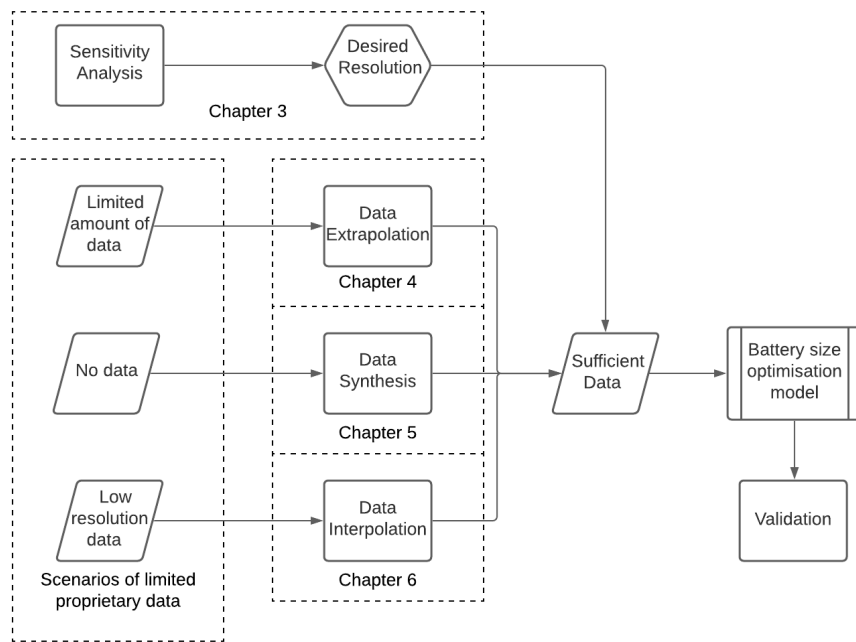 Sensitivity
Analysis
Desired
Resolution
Chapter 3
Limited
amount of
data
Data
Extrapolation
Chapter 4
No data
Data
Synthesis
Chapter 5
Low
resolution
data
Data
Interpolation
Chapter 6
Scenarios of limited
proprietary data
Sufficient
Data
Battery size
optimisation
model
Validation